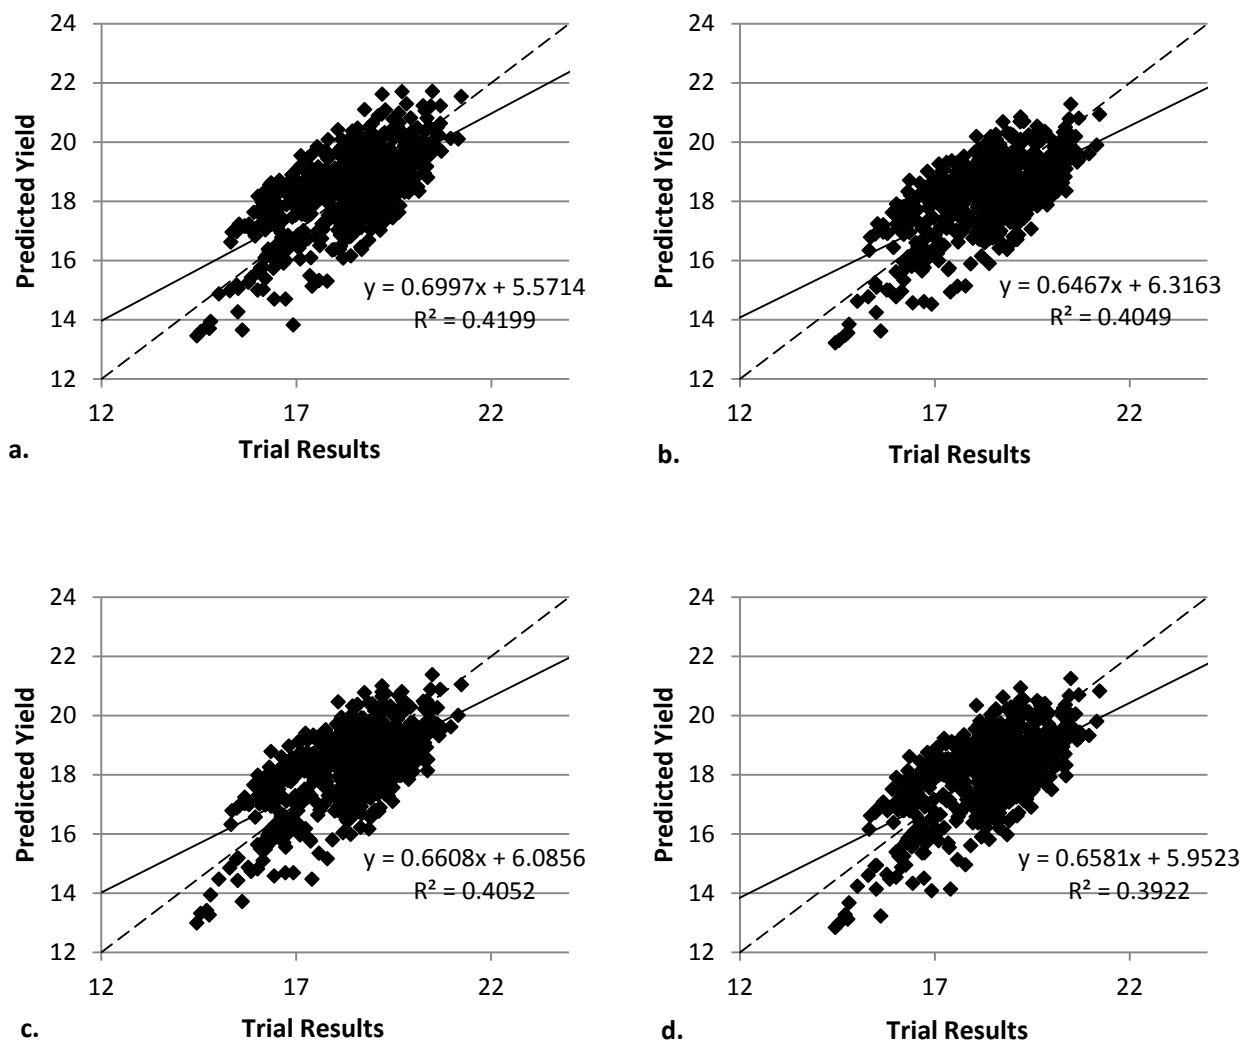 24
22
20
18
16
14
12
Predicted Yield
y = 0.6997x + 5.5714
R² = 0.4199
12 17 22
Trial Results
a.
24
22
20
18
16
14
12
Predicted Yield
y = 0.6467x + 6.3163
R² = 0.4049
12 17 22
Trial Results
b.
24
22
20
18
16
14
12
Predicted Yield
y = 0.6608x + 6.0856
R² = 0.4052
12 17 22
Trial Results
c.
24
22
20
18
16
14
12
Predicted Yield
y = 0.6581x + 5.9523
R² = 0.3922
12 17 22
Trial Results
d.